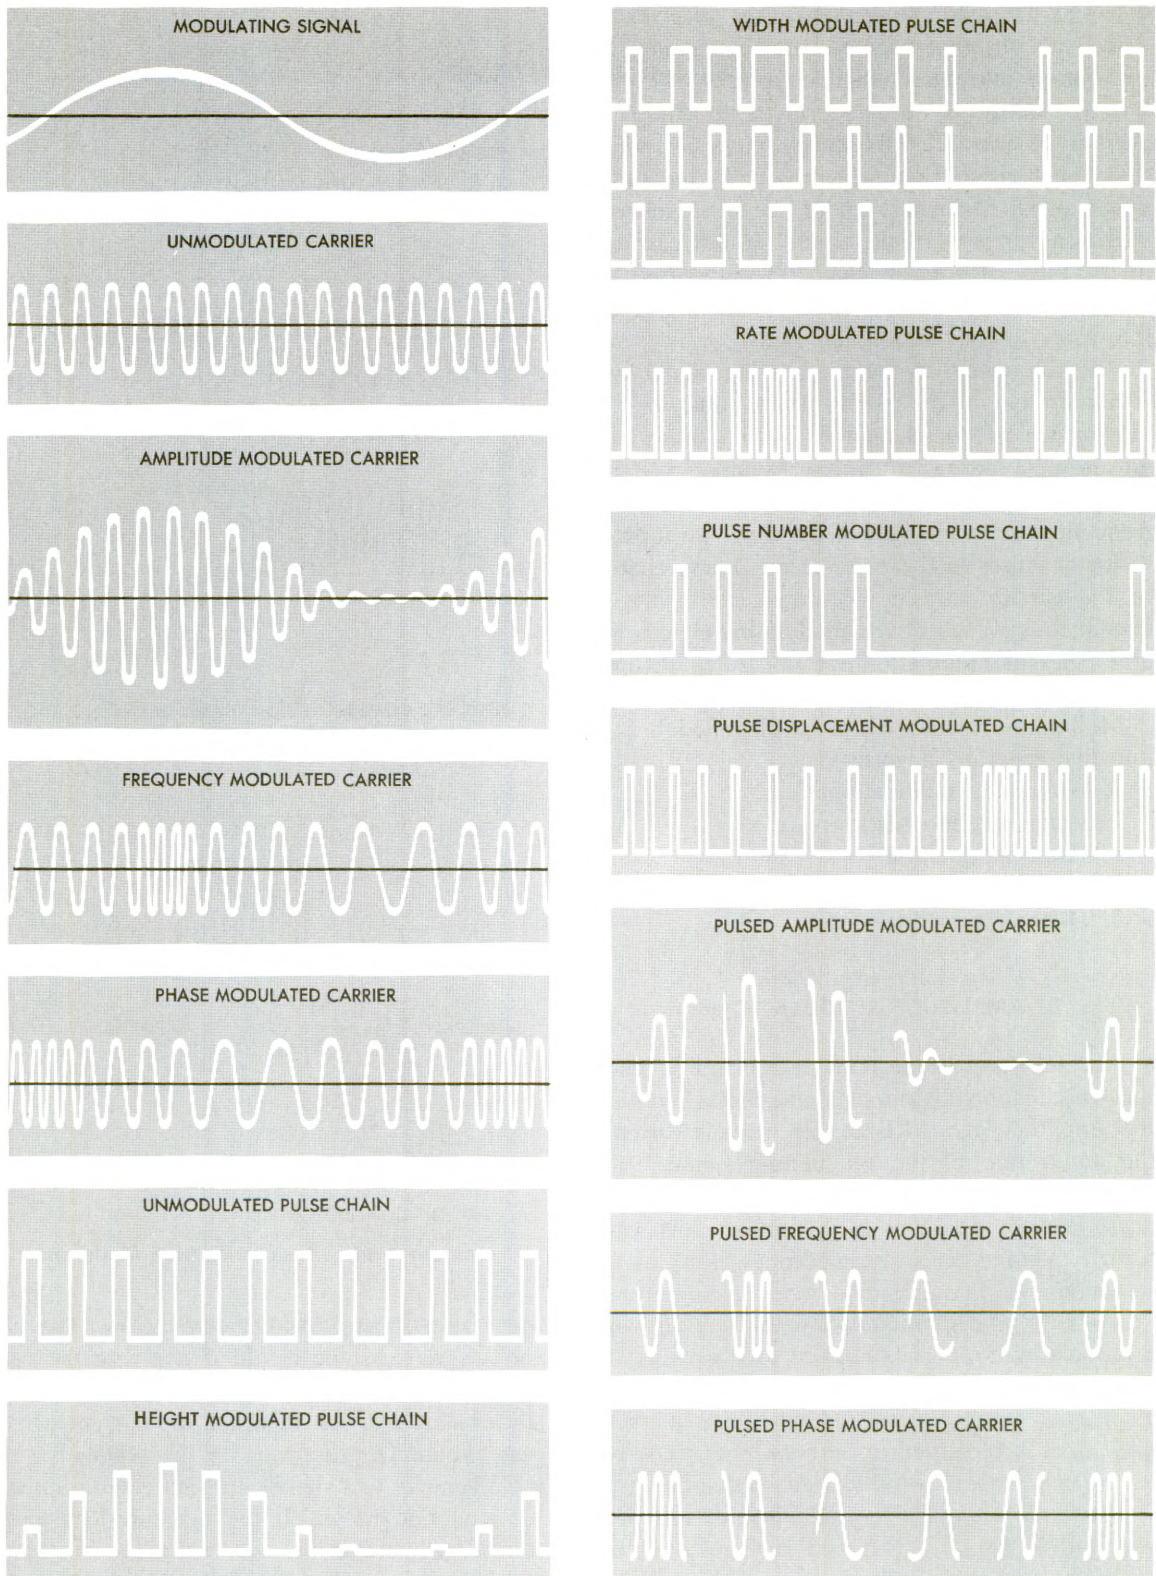 MODULATING SIGNAL
UNMODULATED CARRIER
AMPLITUDE MODULATED CARRIER
FREQUENCY MODULATED CARRIER
PHASE MODULATED CARRIER
UNMODULATED PULSE CHAIN
HEIGHT MODULATED PULSE CHAIN
WIDTH MODULATED PULSE CHAIN
RATE MODULATED PULSE CHAIN
PULSE NUMBER MODULATED PULSE CHAIN
PULSE DISPLACEMENT MODULATED CHAIN
PULSED AMPLITUDE MODULATED CARRIER
PULSED FREQUENCY MODULATED CARRIER
PULSED PHASE MODULATED CARRIER